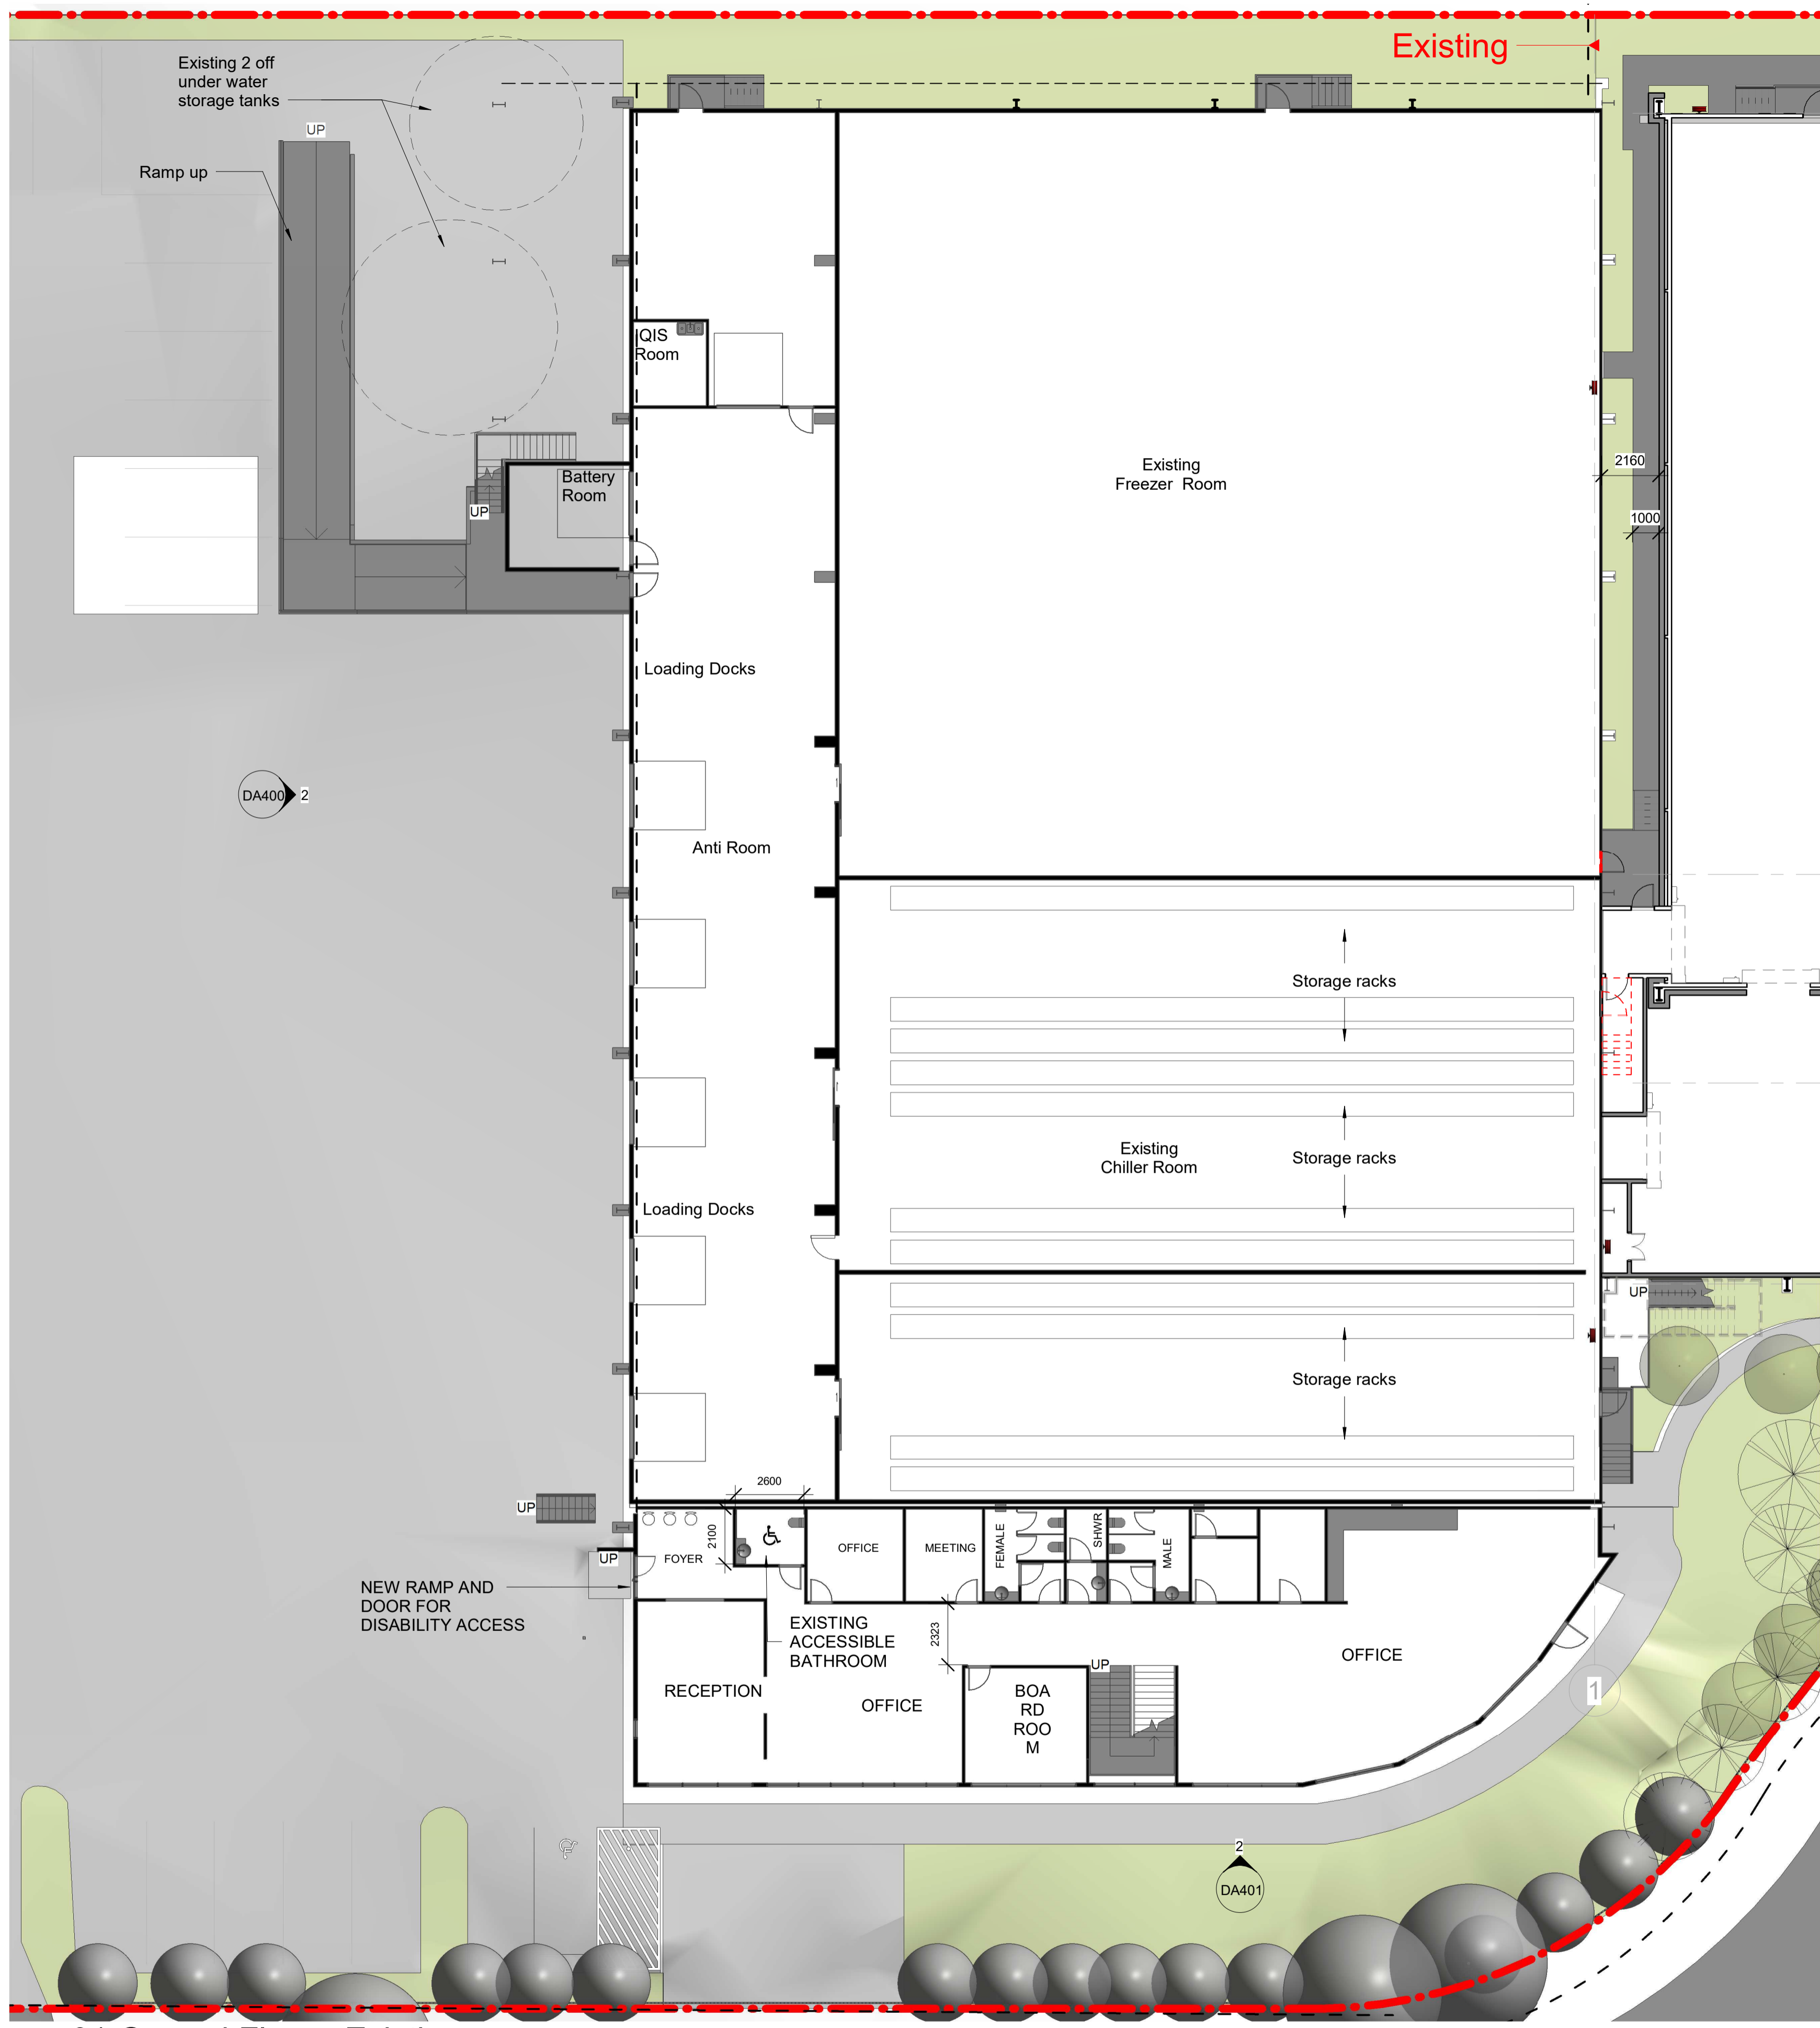 Existing
Existing 2 off
under water
storage tanks
UP
Ramp up
IQIS
Room
Battery
Room
UP
Existing
Freezer Room
2160
1000
Loading Docks
DA400
2
Anti Room
Storage racks
Existing
Chiller Room
Storage racks
Loading Docks
UP
Storage racks
2600
UP
2100
FOYER
OFFICE
MEETING
FEMALE
SHWR
MALE
UP
NEW RAMP AND
DOOR FOR
DISABILITY ACCESS
EXISTING
ACCESSIBLE
BATHROOM
2323
OFFICE
UP
RECEPTION
OFFICE
BOA
RD
ROO
M
1
2
DA401